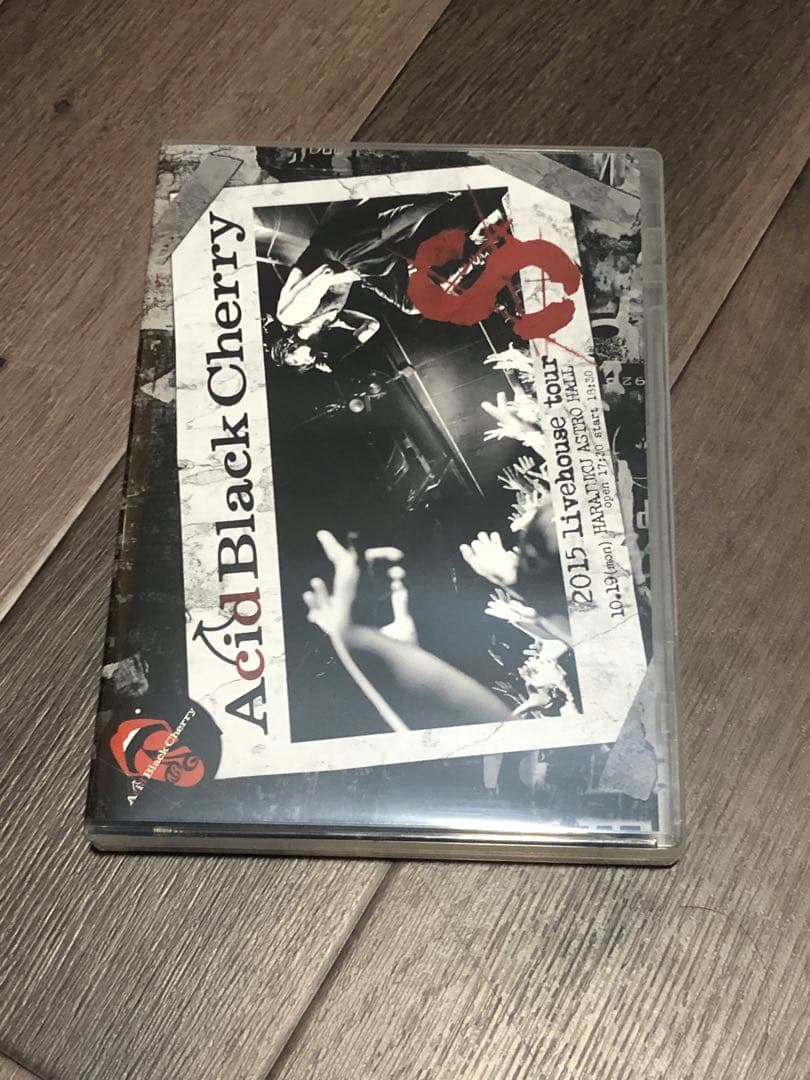 Acid Black Cherry
S
2015 livehouse tour
10.19(mon) HARAJUKU ASTRO HALL
open 17:30 start 18:30
Acid Black Cherry